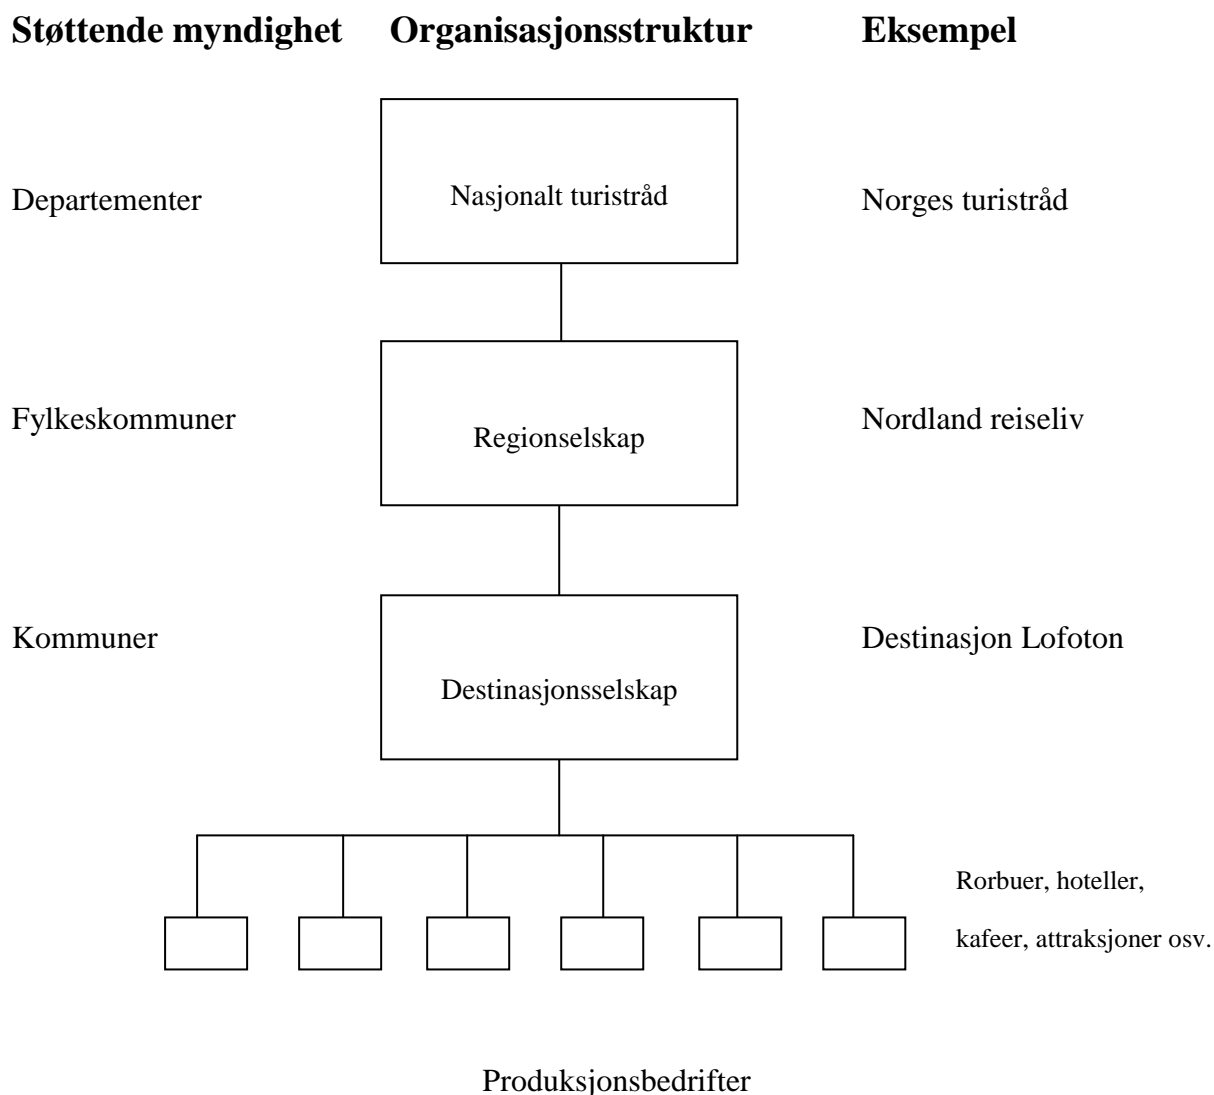 Støttende myndighet Organisasjonsstruktur Eksempel
Departementer Nasjonalt turistråd Norges turistråd
Fylkeskommuner Regionselskap Nordland reiseliv
Kommuner Destinasjonsselskap Destinasjon Lofoton
Rorbuer, hoteller,
kafeer, attraksjoner osv.
Produksjonsbedrifter